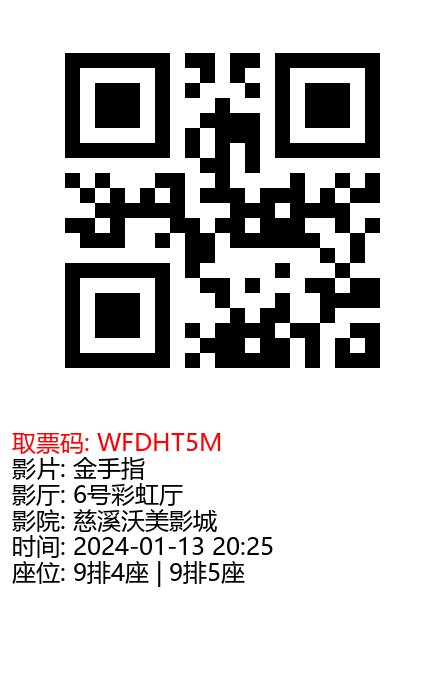 取票码: WFDHT5M
影片: 金手指
影厅: 6号彩虹厅
影院: 慈溪沃美影城
时间: 2024-01-13 20:25
座位: 9排4座 | 9排5座